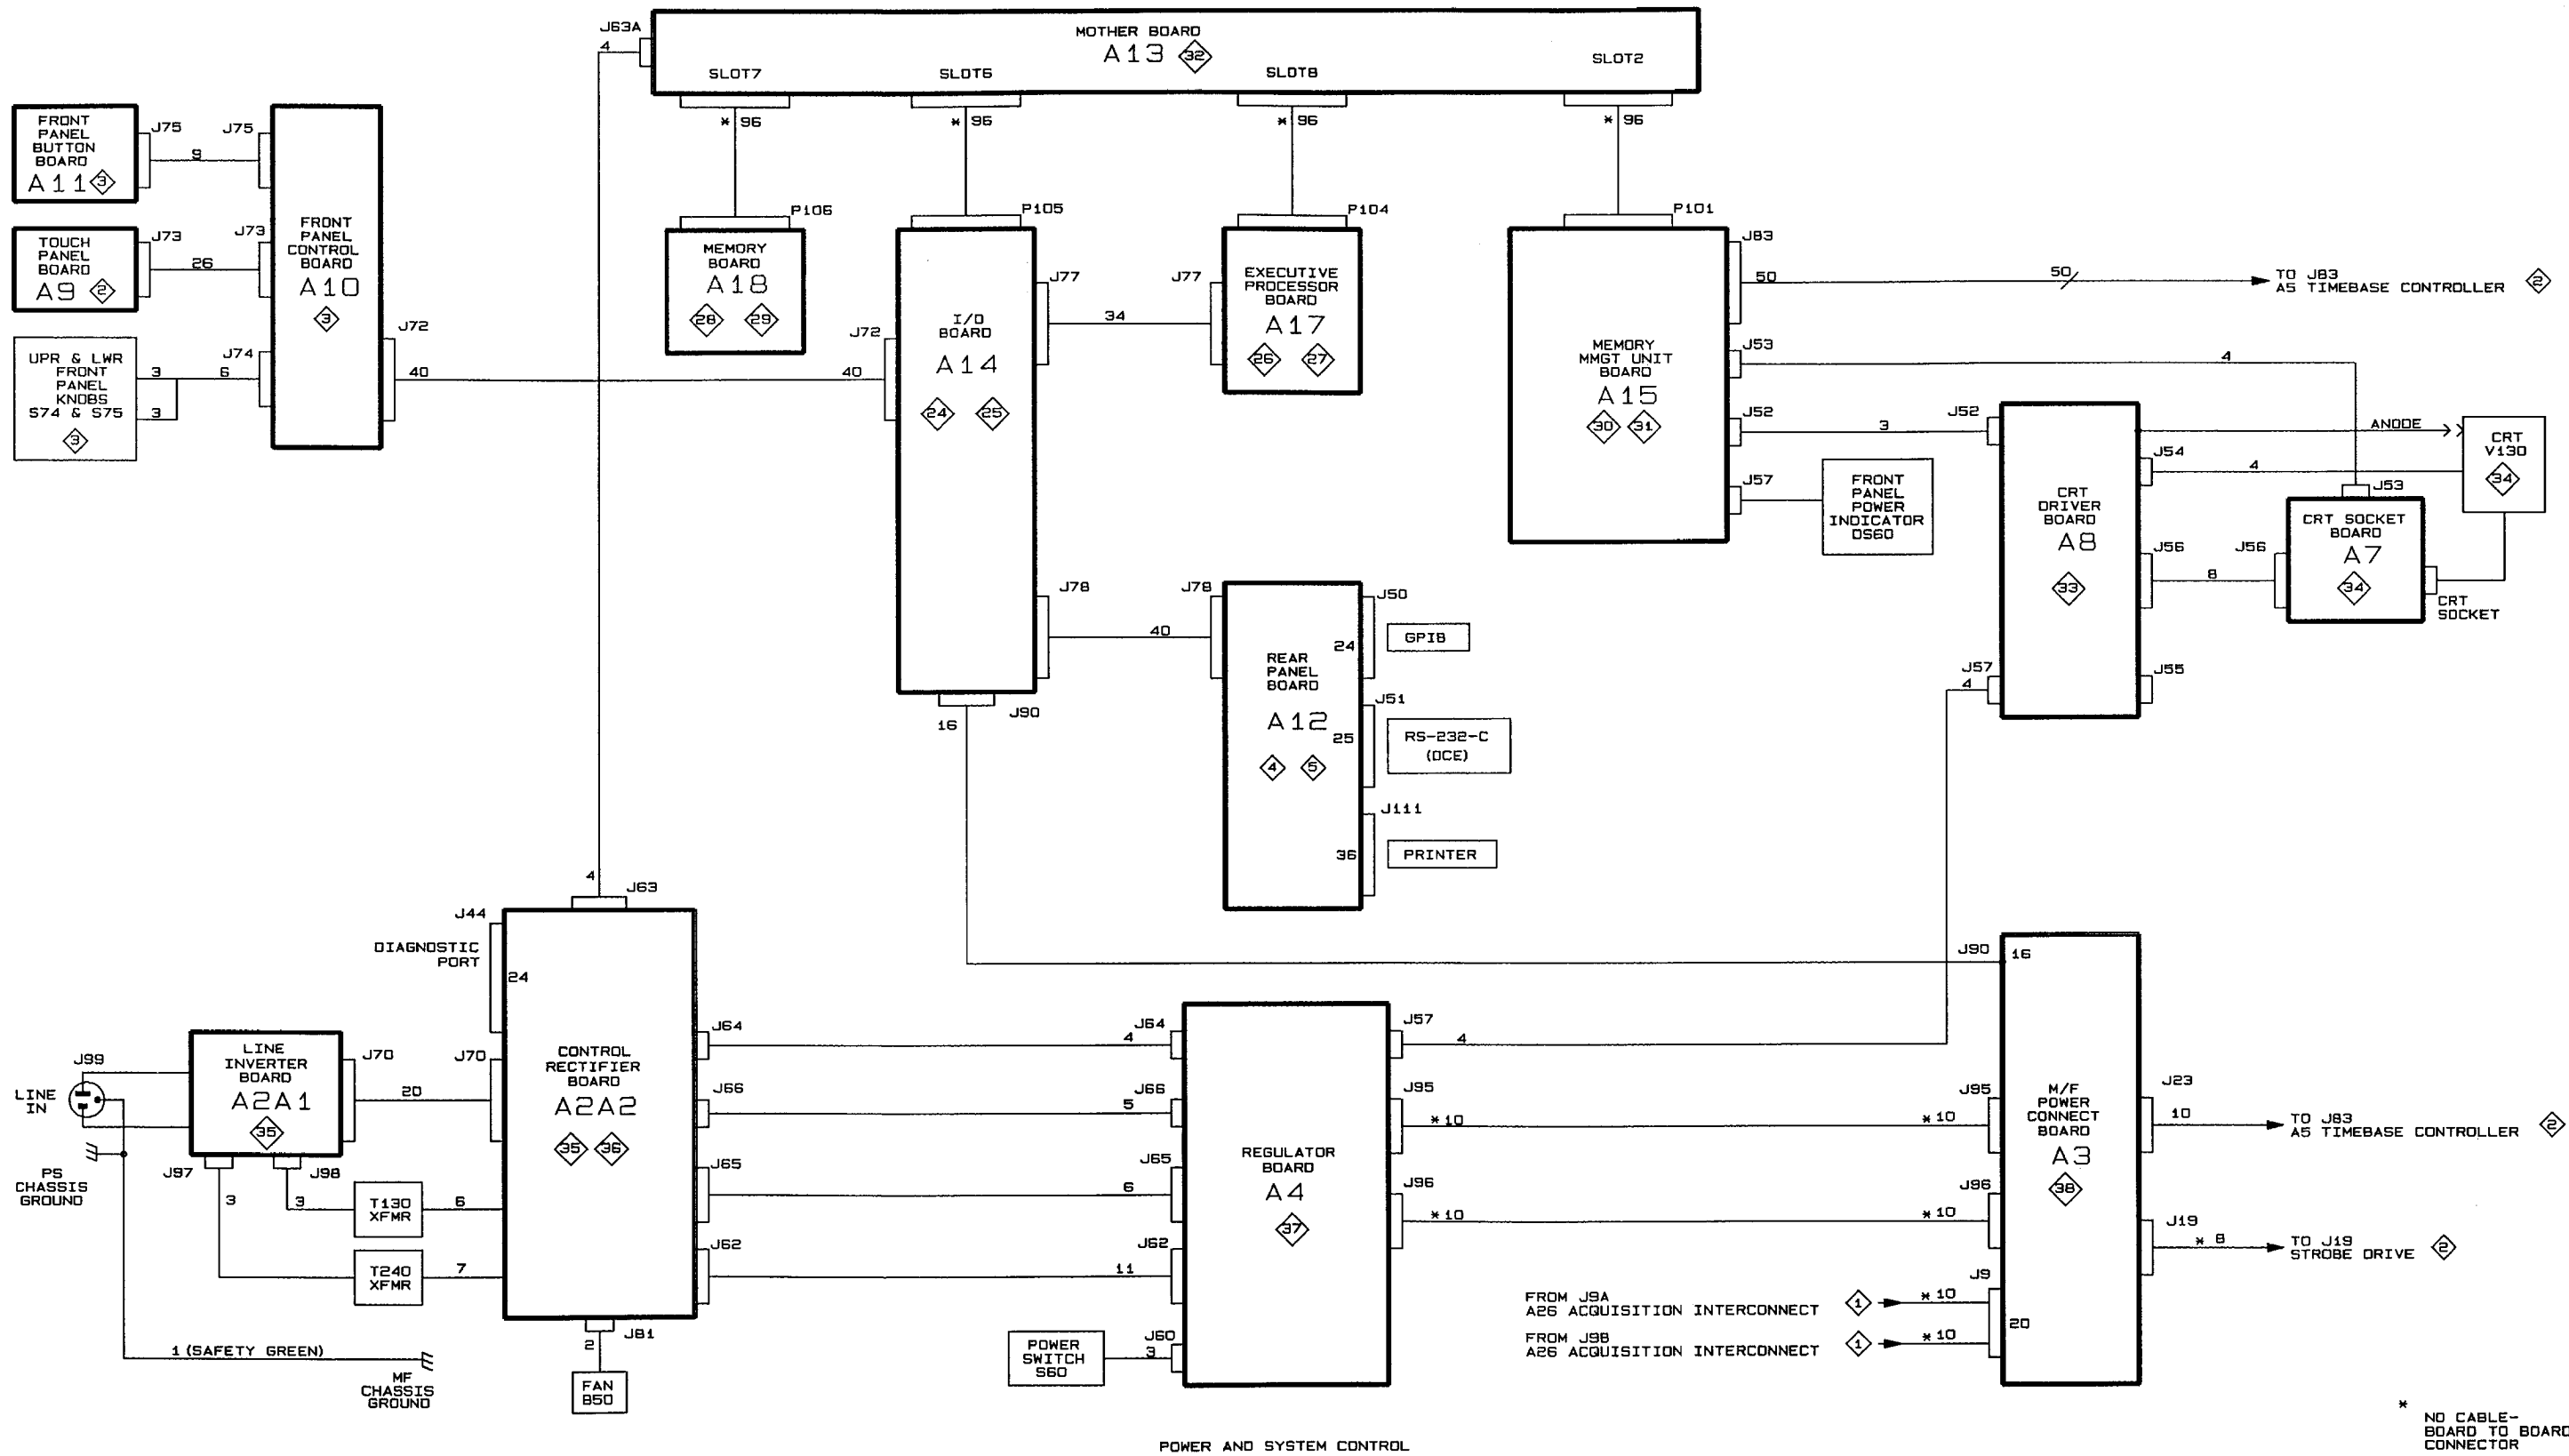 J63A
4
MOTHER BOARD
A13 32
SLOT7
SLOT6
SLOT8
SLOT2
* 96
* 96
* 96
* 96
FRONT
PANEL
BUTTON
BOARD
A11 3
J75
9
J75
TOUCH
PANEL
BOARD
A9 2
J73
26
J73
UPR & LWR
FRONT
PANEL
KNOBS
S74 & S75
3
3
3
6
J74
FRONT
PANEL
CONTROL
BOARD
A10
3
J72
40
40
J72
P106
MEMORY
BOARD
A18
28 29
P105
I/O
BOARD
A14
24 25
J77
34
J77
P104
EXECUTIVE
PROCESSOR
BOARD
A17
26 27
P101
MEMORY
MMGT UNIT
BOARD
A15
30 31
J83
50
50
TO J83
A5 TIMEBASE CONTROLLER 2
J53
4
J52
3
J52
J57
FRONT
PANEL
POWER
INDICATOR
DS60
CRT
DRIVER
BOARD
A8
33
ANODE
CRT
V130
34
J54
4
J53
CRT SOCKET
BOARD
A7
34
J56
8
J56
CRT
SOCKET
J57
4
J55
J78
40
J78
J90
16
REAR
PANEL
BOARD
A12
4 5
J50
24
GPIB
J51
25
RS-232-C
(DCE)
J111
36
PRINTER
4
J63
J44
DIAGNOSTIC
PORT
24
CONTROL
RECTIFIER
BOARD
A2A2
35 36
J99
LINE
IN
LINE
INVERTER
BOARD
A2A1
35
J70
20
J70
PS
CHASSIS
GROUND
J97
J98
3
3
T130
XFMR
6
T240
XFMR
7
1 (SAFETY GREEN)
MF
CHASSIS
GROUND
J81
2
FAN
B50
J64
4
J64
J66
5
J66
J65
6
J65
J62
11
J62
POWER
SWITCH
S60
3
J60
REGULATOR
BOARD
A4
37
J57
4
J95
* 10
* 10
J95
J96
* 10
* 10
J96
J90
16
M/F
POWER
CONNECT
BOARD
A3
38
J23
10
TO J83
A5 TIMEBASE CONTROLLER 2
J19
* 8
TO J19
STROBE DRIVE 2
J9
20
FROM J9A
A26 ACQUISITION INTERCONNECT 1 * 10
FROM J9B
A26 ACQUISITION INTERCONNECT 1 * 10
*
NO CABLE-
BOARD TO BOARD
CONNECTOR
POWER AND SYSTEM CONTROL